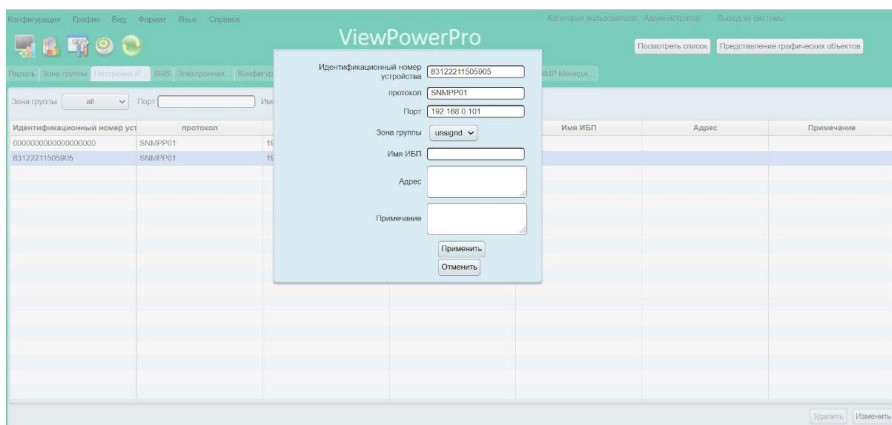 Конфигурация График Вид Формат Язык Справка
Категория пользователя: Администратор Выход из системы
ViewPowerPro
Посмотреть список Представление графических объектов
Пароль Зона группы SMS Электронная
Зона группы all Порт
Идентификационный номер устройства 83122211505905
протокол SNMPP01
Порт 192.168.0.101
Зона группы unsignd
Имя ИБП
Адрес
Примечание
Применить
Отменить
Идентификационный номер уст протокол Имя ИБП Адрес Примечание
SNMPP01
83122211505905 SNMPP01
Удалить Изменить